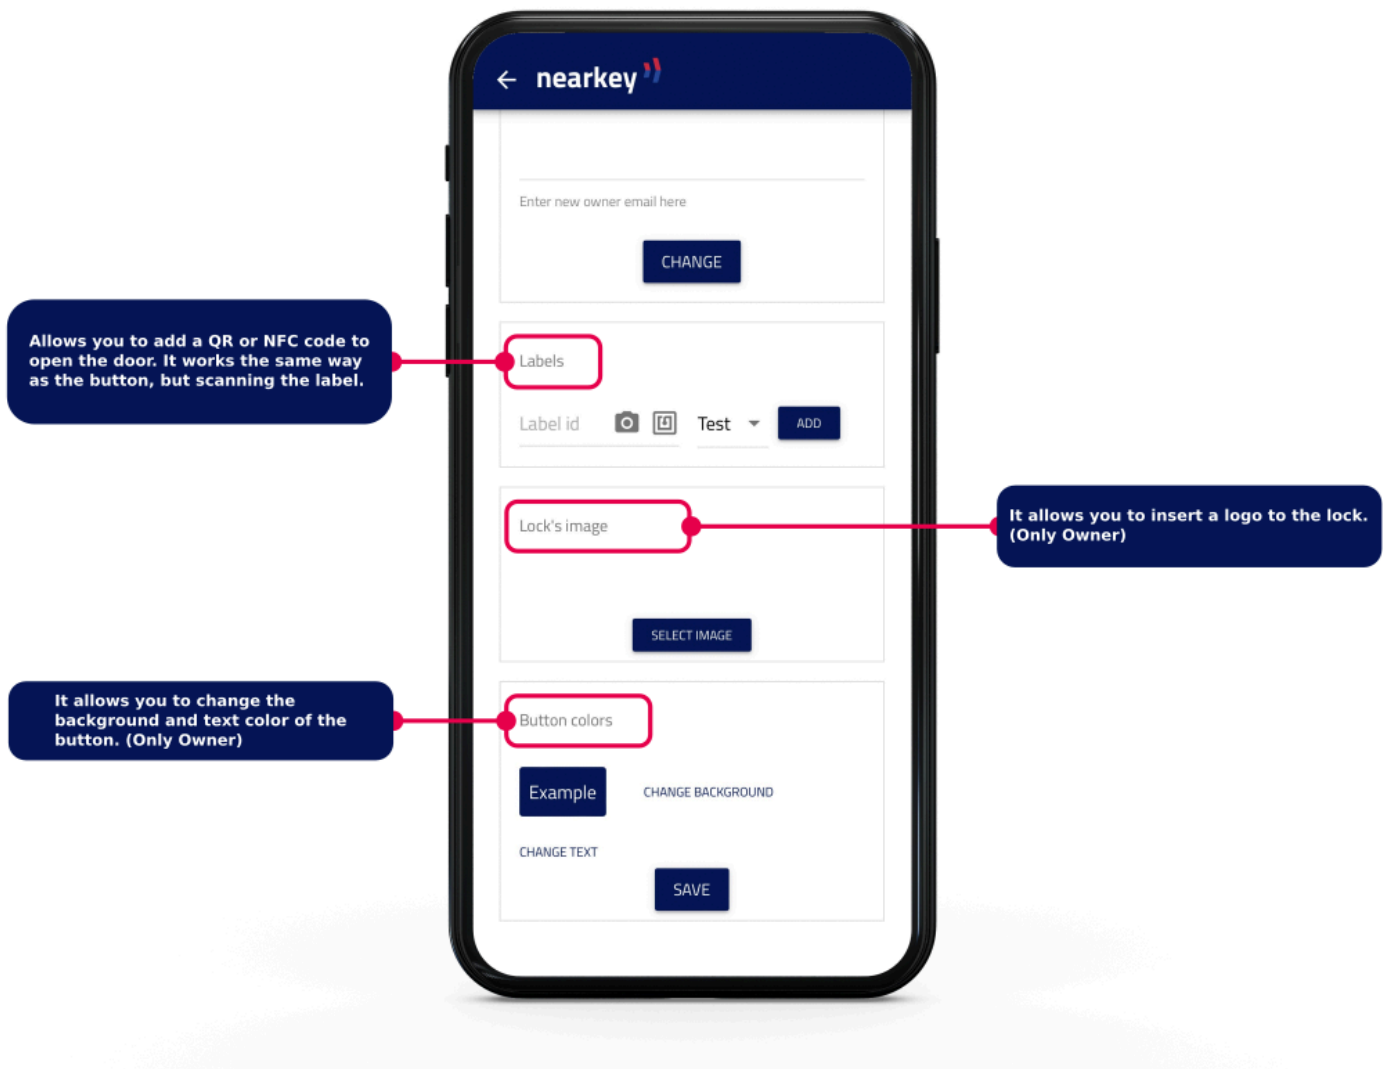 nearkey
Enter new owner email here
CHANGE
Allows you to add a QR or NFC code to
open the door. It works the same way
as the button, but scanning the label.
Labels
Label id
Test
ADD
Lock's image
It allows you to insert a logo to the lock.
(Only Owner)
SELECT IMAGE
It allows you to change the
background and text color of the
button. (Only Owner)
Button colors
Example
CHANGE BACKGROUND
CHANGE TEXT
SAVE